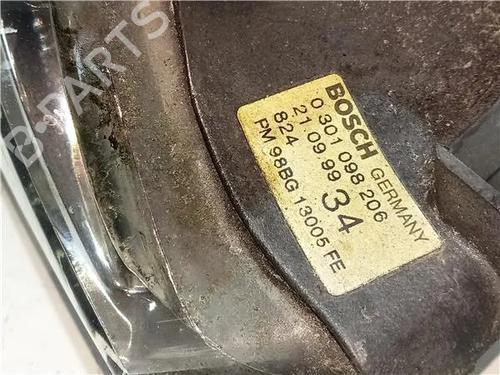 B-PARTS
BOSCH GERMANY
0 301 098 206
21 09 99 34
824
PM 98BG 13005 FE